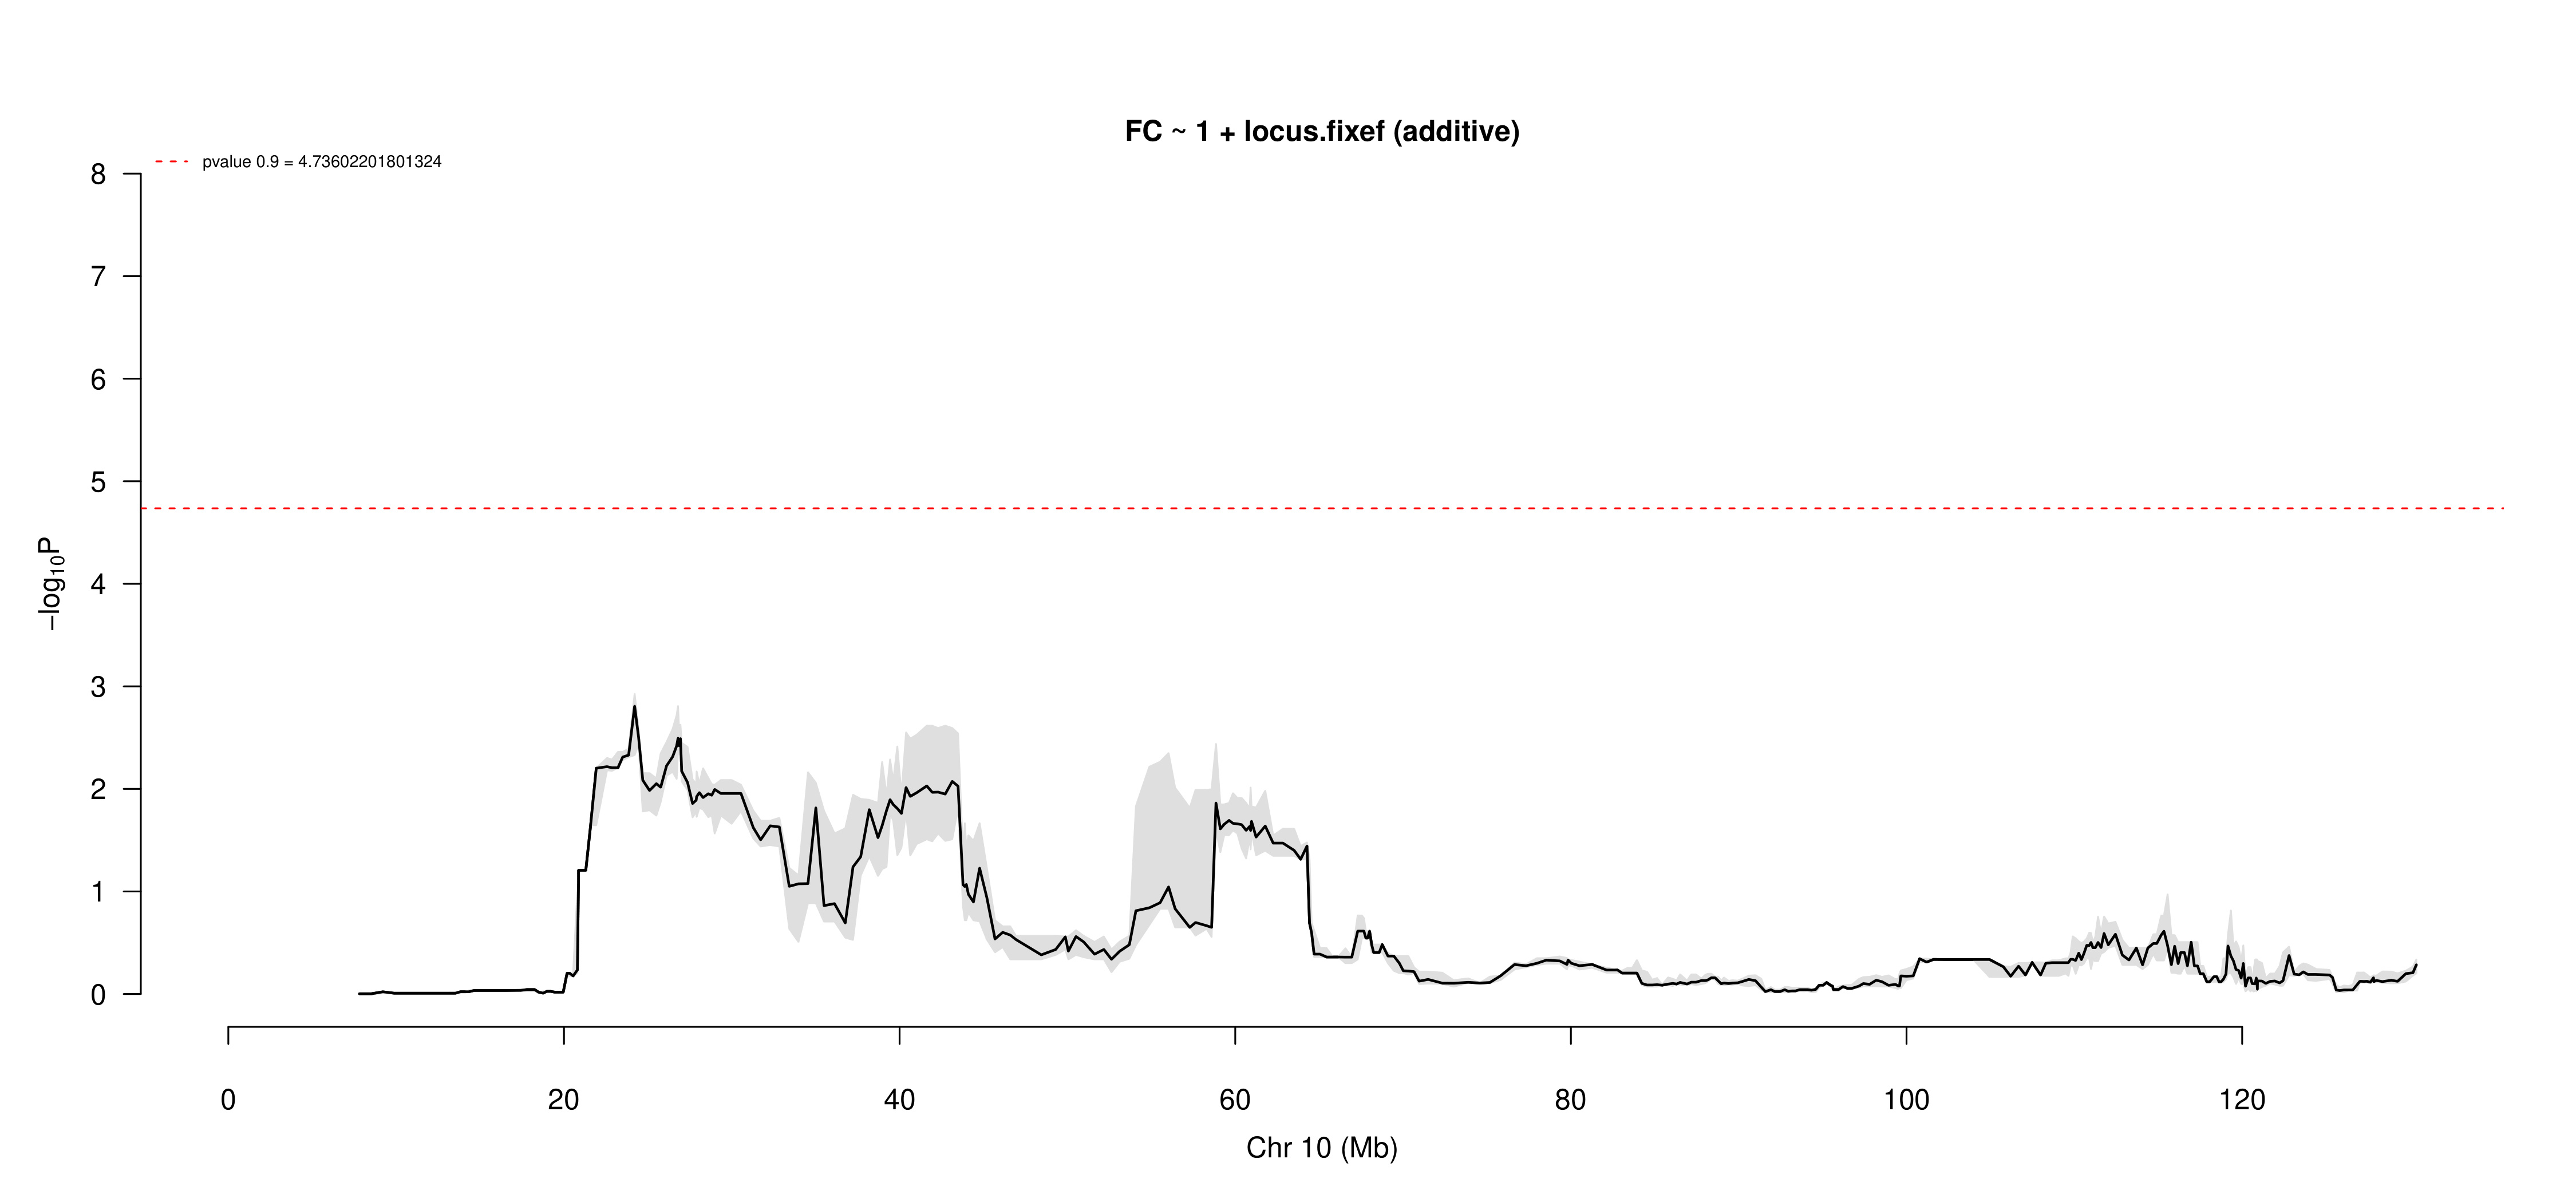 FC ~ 1 + locus.fixef (additive)
pvalue 0.9 = 4.73602201801324
8
7
6
5
4
3
2
1
0
−log10P
0 20 40 60 80 100 120
Chr 10 (Mb)